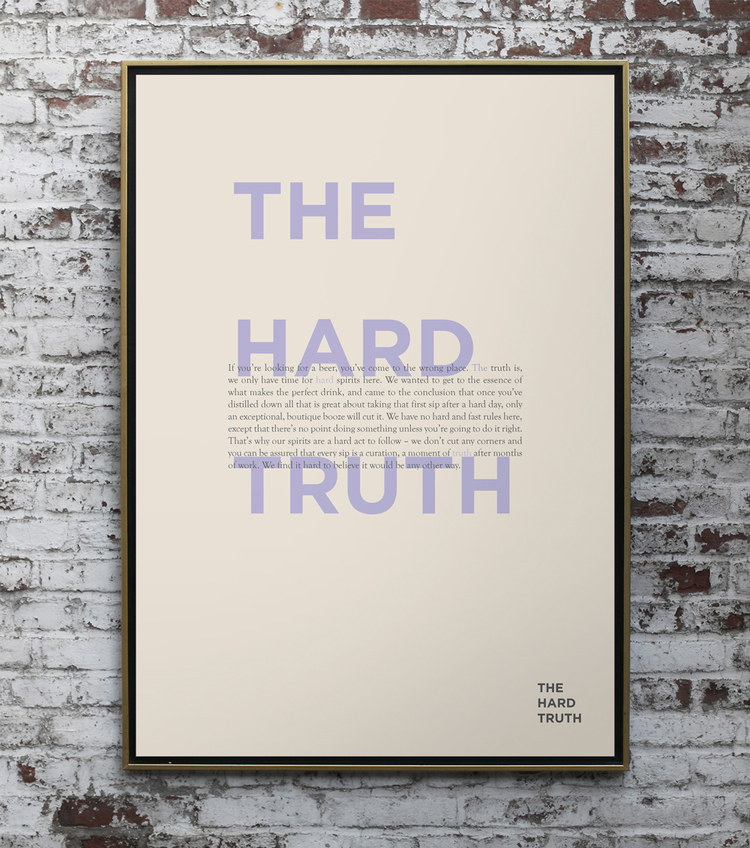 THE
HARD
If you're looking for a beer, you've come to the wrong place. The truth is,
we only have time for hard spirits here. We wanted to get to the essence of
what makes the perfect drink, and came to the conclusion that once you've
distilled down all that is great about taking that first sip after a hard day, only
an exceptional, boutique booze will cut it. We have no hard and fast rules here,
except that there's no point doing something unless you're going to do it right.
That's why our spirits are a hard act to follow – we don't cut any corners and
you can be assured that every sip is a curation, a moment of truth after months
of work. We find it hard to believe it would be any other way.
TRUTH
THE
HARD
TRUTH